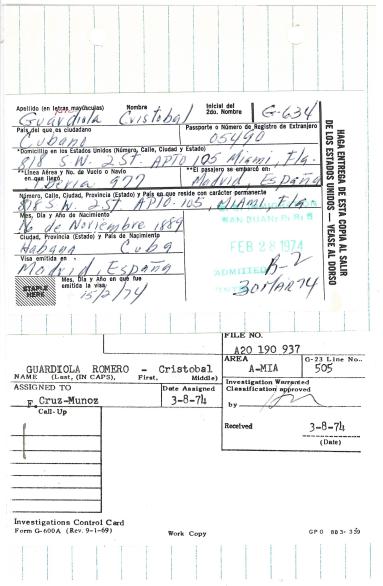 Apellido (en letras mayúsculas) Nombre Inicial del 2do. Nombre G-634
Guardiola Cristobal
País del que es ciudadano Pasaporte o Número de Registro de Extranjero
Cubano 05490
*Domicilio en los Estados Unidos (Número, Calle, Ciudad y Estado)
818 S.W. 2 St. APTO 105 Miami, Fla.
**Línea Aérea y No. de Vuelo o Navío en que llegó **El pasajero se embarcó en:
Iberia 977 Madrid España
Número, Calle, Ciudad, Provincia (Estado) y País en que reside con carácter permanente
818 S.W. 2 St. APTO. 105, MIAMI, Fla.
Mes, Día y Año de Nacimiento
16 de Noviembre 1889
Ciudad, Provincia (Estado) y País de Nacimiento
Habana Cuba
Visa emitida en
Madrid, España
STAPLE HERE
Mes, Día y Año en que fue emitida la visa
15/2/74
SAN JUAN, P.R.
FEB 28 1974
ADMITTED
B-2
30 MAR 74
HAGA ENTREGA DE ESTA COPIA AL SALIR
DE LOS ESTADOS UNIDOS — VEASE AL DORSO
FILE NO.
A20 190 937
AREA G-23 Line No..
A-MIA 505
GUARDIOLA ROMERO - Cristobal
NAME (Last, (IN CAPS), First, Middle)
Investigation Warranted
Classification approved
by
ASSIGNED TO Date Assigned
F. Cruz-Munoz 3-8-74
Call-Up
Received 3-8-74
(Date)
Investigations Control Card
Form G-600A (Rev. 9-1-69)
Work Copy
GPO 883-359